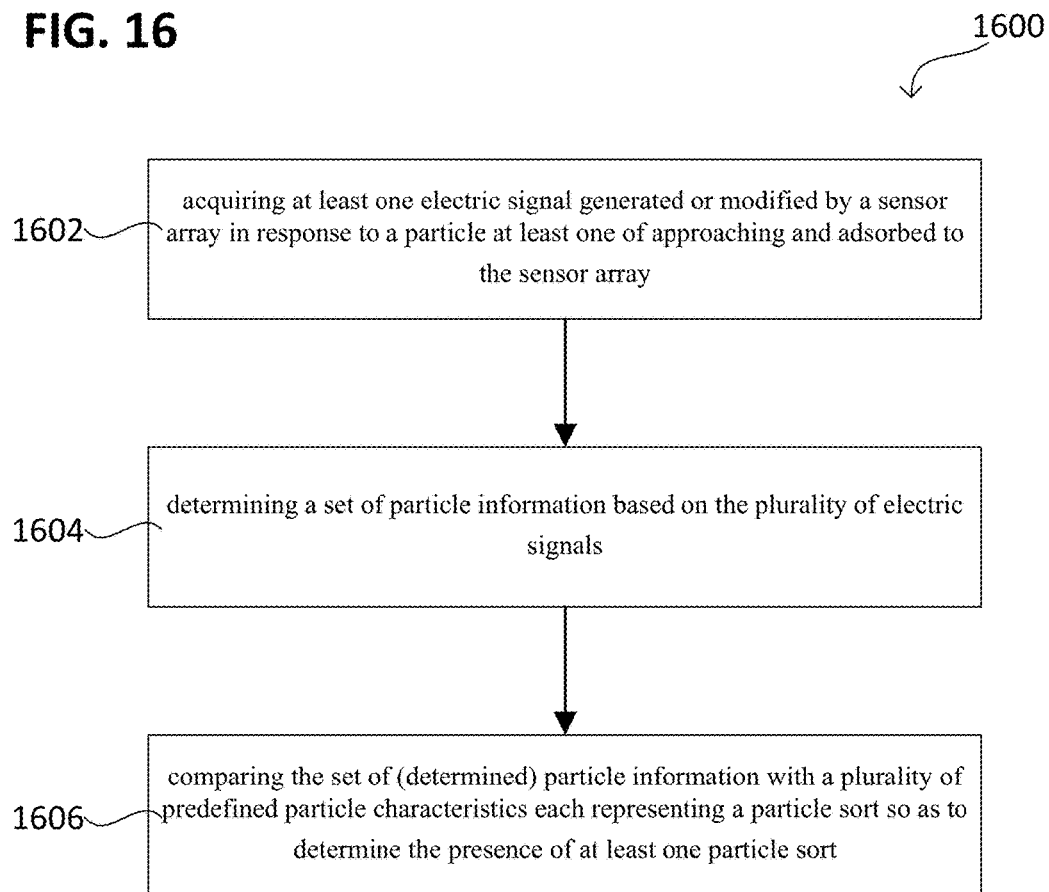 FIG. 16
1600
acquiring at least one electric signal generated or modified by a sensor
1602
array in response to a particle at least one of approaching and adsorbed to
the sensor array
determining a set of particle information based on the plurality of electric
1604
signals
comparing the set of (determined) particle information with a plurality of
1606
predefined particle characteristics each representing a particle sort so as to
determine the presence of at least one particle sort